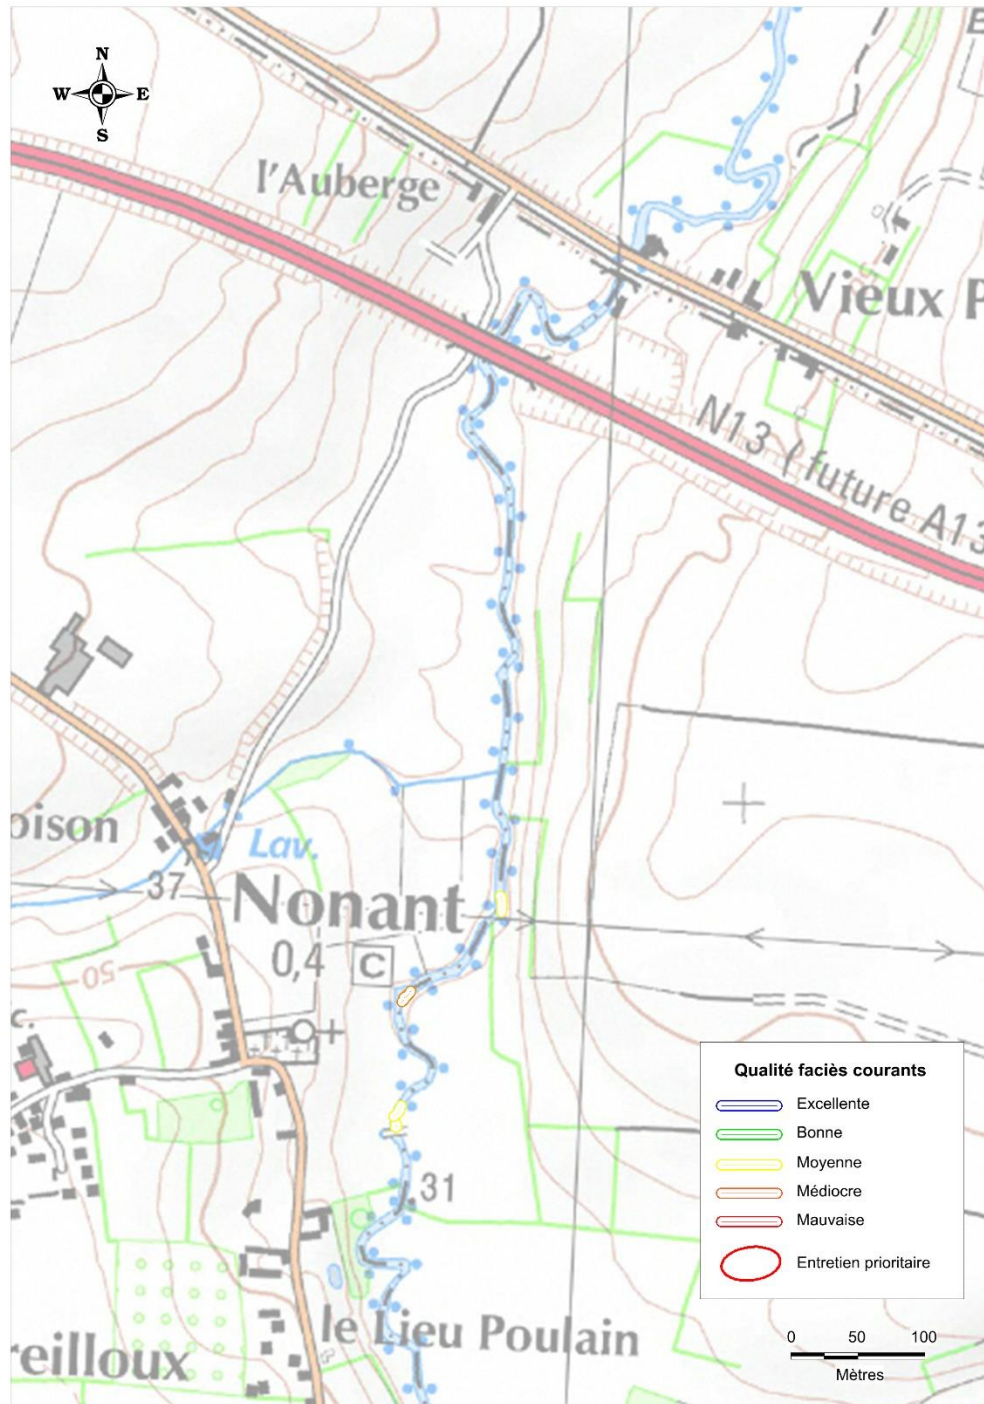 N
W E
S
l'Auberge
Vieux P
N13 ( future A13
oison
Lav.
37
Nonant
0,4 C
50
c.
31
le Lieu Poulain
reilloux
Qualité faciès courants
Excellente
Bonne
Moyenne
Médiocre
Mauvaise
Entretien prioritaire
0 50 100
Mètres